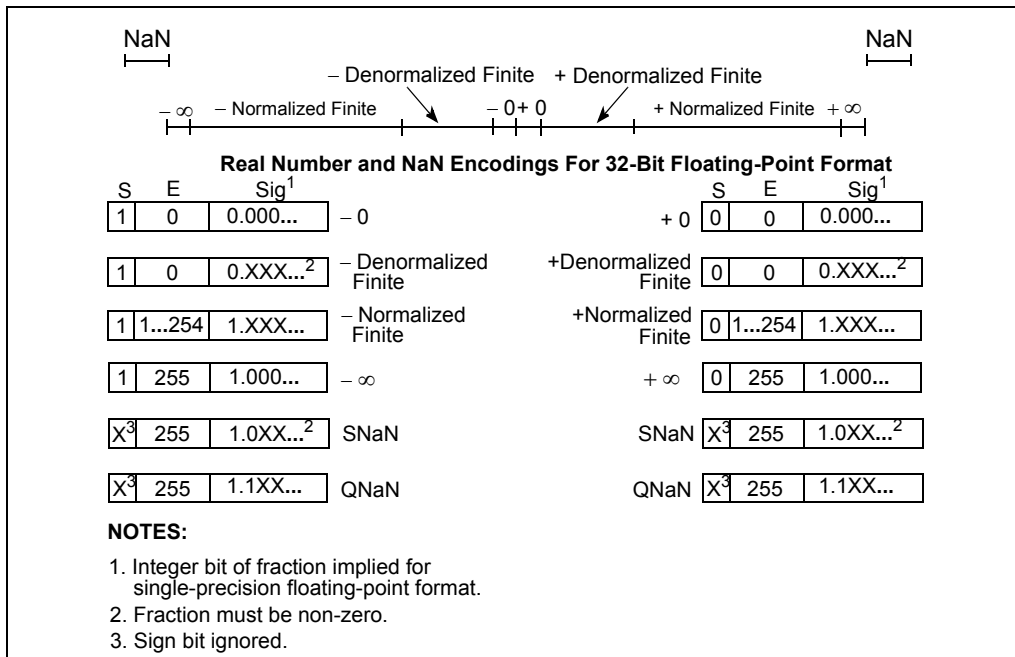 NaN NaN
– Denormalized Finite + Denormalized Finite
– ∞ – Normalized Finite – 0 + 0 + Normalized Finite + ∞
Real Number and NaN Encodings For 32-Bit Floating-Point Format
S E Sig¹ S E Sig¹
1 0 0.000... – 0 + 0 0 0 0.000...
1 0 0.XXX...² – Denormalized Finite +Denormalized Finite 0 0 0.XXX...²
1 1...254 1.XXX... – Normalized Finite +Normalized Finite 0 1...254 1.XXX...
1 255 1.000... – ∞ + ∞ 0 255 1.000...
X³ 255 1.0XX...² SNaN SNaN X³ 255 1.0XX...²
X³ 255 1.1XX... QNaN QNaN X³ 255 1.1XX...
NOTES:
1. Integer bit of fraction implied for
single-precision floating-point format.
2. Fraction must be non-zero.
3. Sign bit ignored.